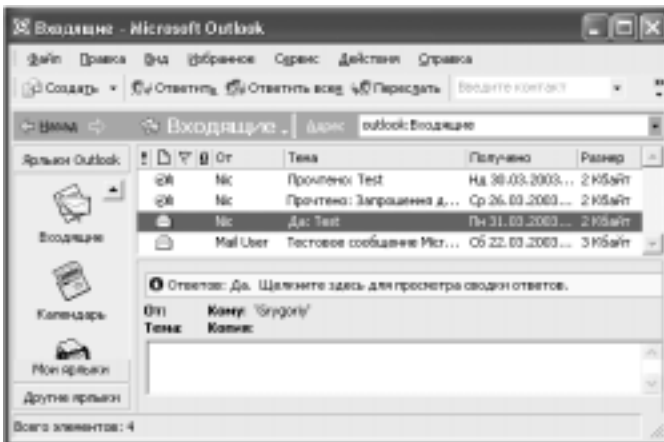 Входящие - Microsoft Outlook
Файл Правка Вид Избранное Сервис Действия Справка
Создать Ответить Ответить всем Переслать Введите контакт
Назад Входящие Адрес outlook:Входящие
Ярлыки Outlook
! От Тема Получено Размер
Nic Прочтено: Test Нд 30.03.2003... 2 Кбайт
Nic Прочтено: Запрошення д... Ср 26.03.2003... 2 Кбайт
Nic Да: Test Пн 31.03.2003... 2 Кбайт
Mail User Тестовое сообщение Micr... Сб 22.03.2003... 3 Кбайт
Входящие
Календарь
Мои ярлыки
Другие ярлыки
Ответов: Да. Щелкните здесь для просмотра сводки ответов.
От: Кому: 'Grygoriy'
Тема: Копия:
Всего элементов: 4